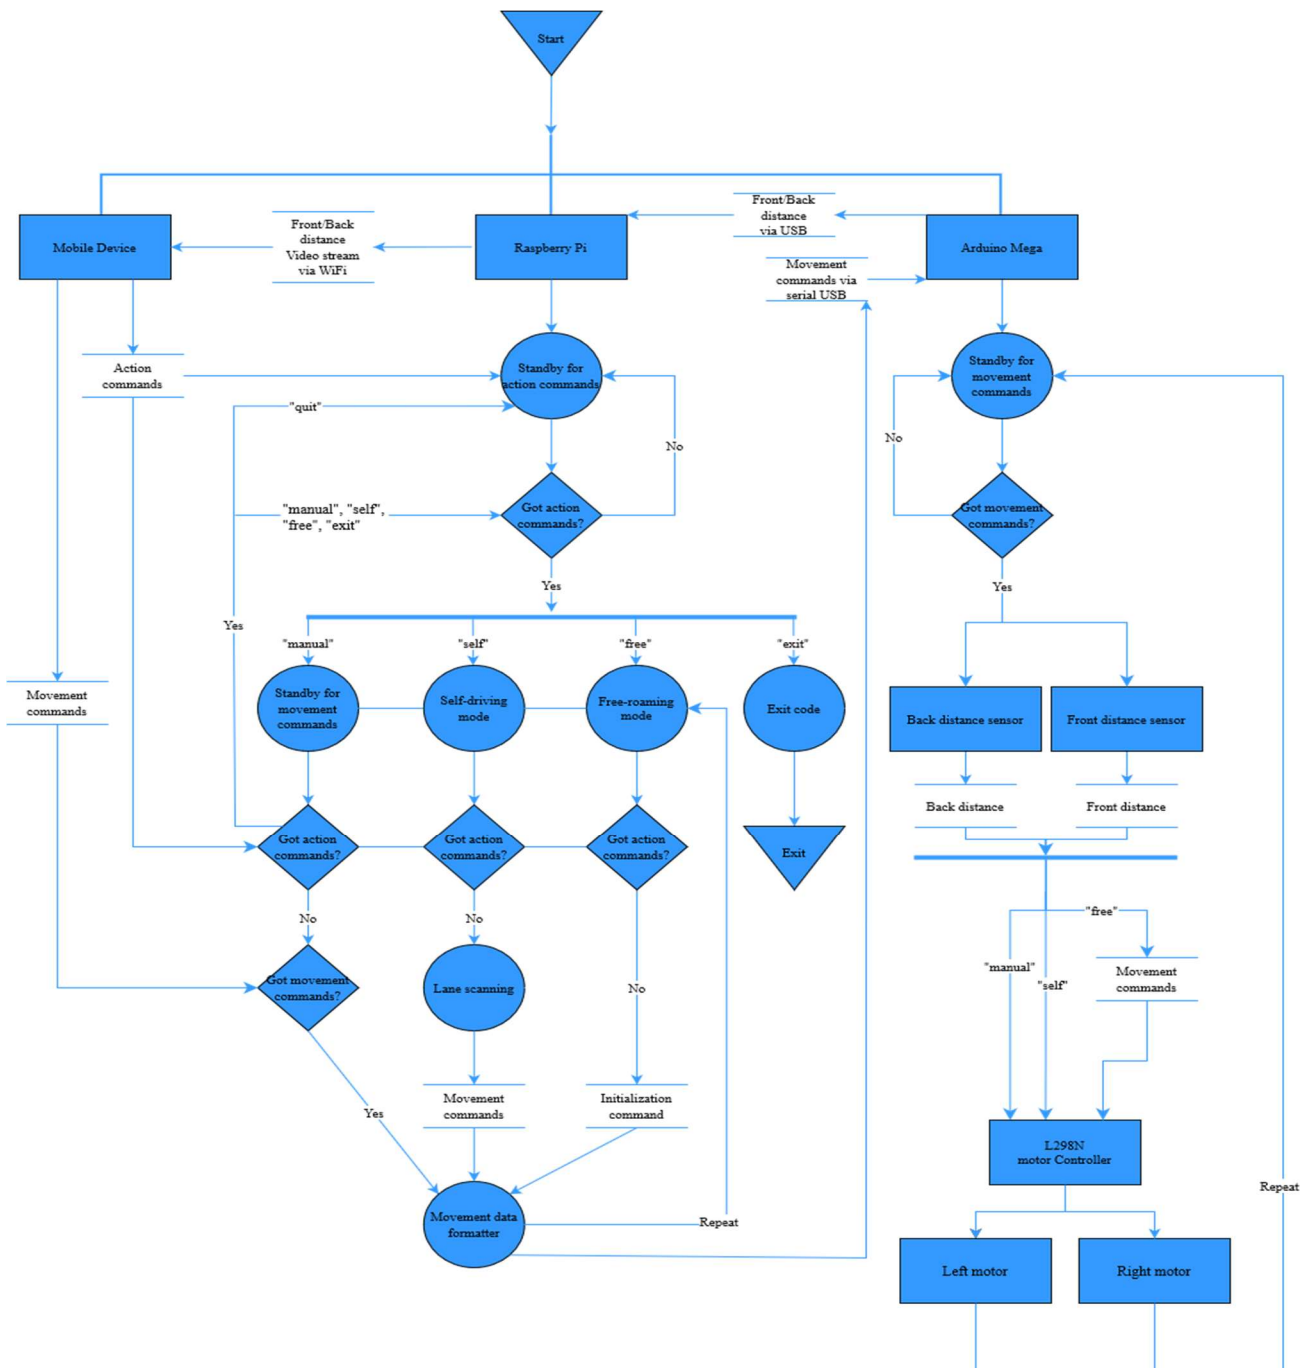 Start
Mobile Device
Front/Back
distance
Video stream
via WiFi
Raspberry Pi
Front/Back
distance
via USB
Arduino Mega
Movement
commands via
serial USB
Action
commands
Standby for
action commands
Standby for
movement
commands
"quit"
No
No
"manual", "self",
"free", "exit"
Got action
commands?
Got movement
commands?
Yes
Yes
Yes
"manual"
"self"
"free"
"exit"
Movement
commands
Standby for
movement
commands
Self-driving
mode
Free-roaming
mode
Exit code
Back distance sensor
Front distance sensor
Back distance
Front distance
Got action
commands?
Got action
commands?
Got action
commands?
Exit
No
No
"free"
"manual"
"self"
Movement
commands
Got movement
commands?
Lane scanning
No
Yes
Movement
commands
Initialization
command
L298N
motor Controller
Movement data
formatter
Repeat
Repeat
Left motor
Right motor